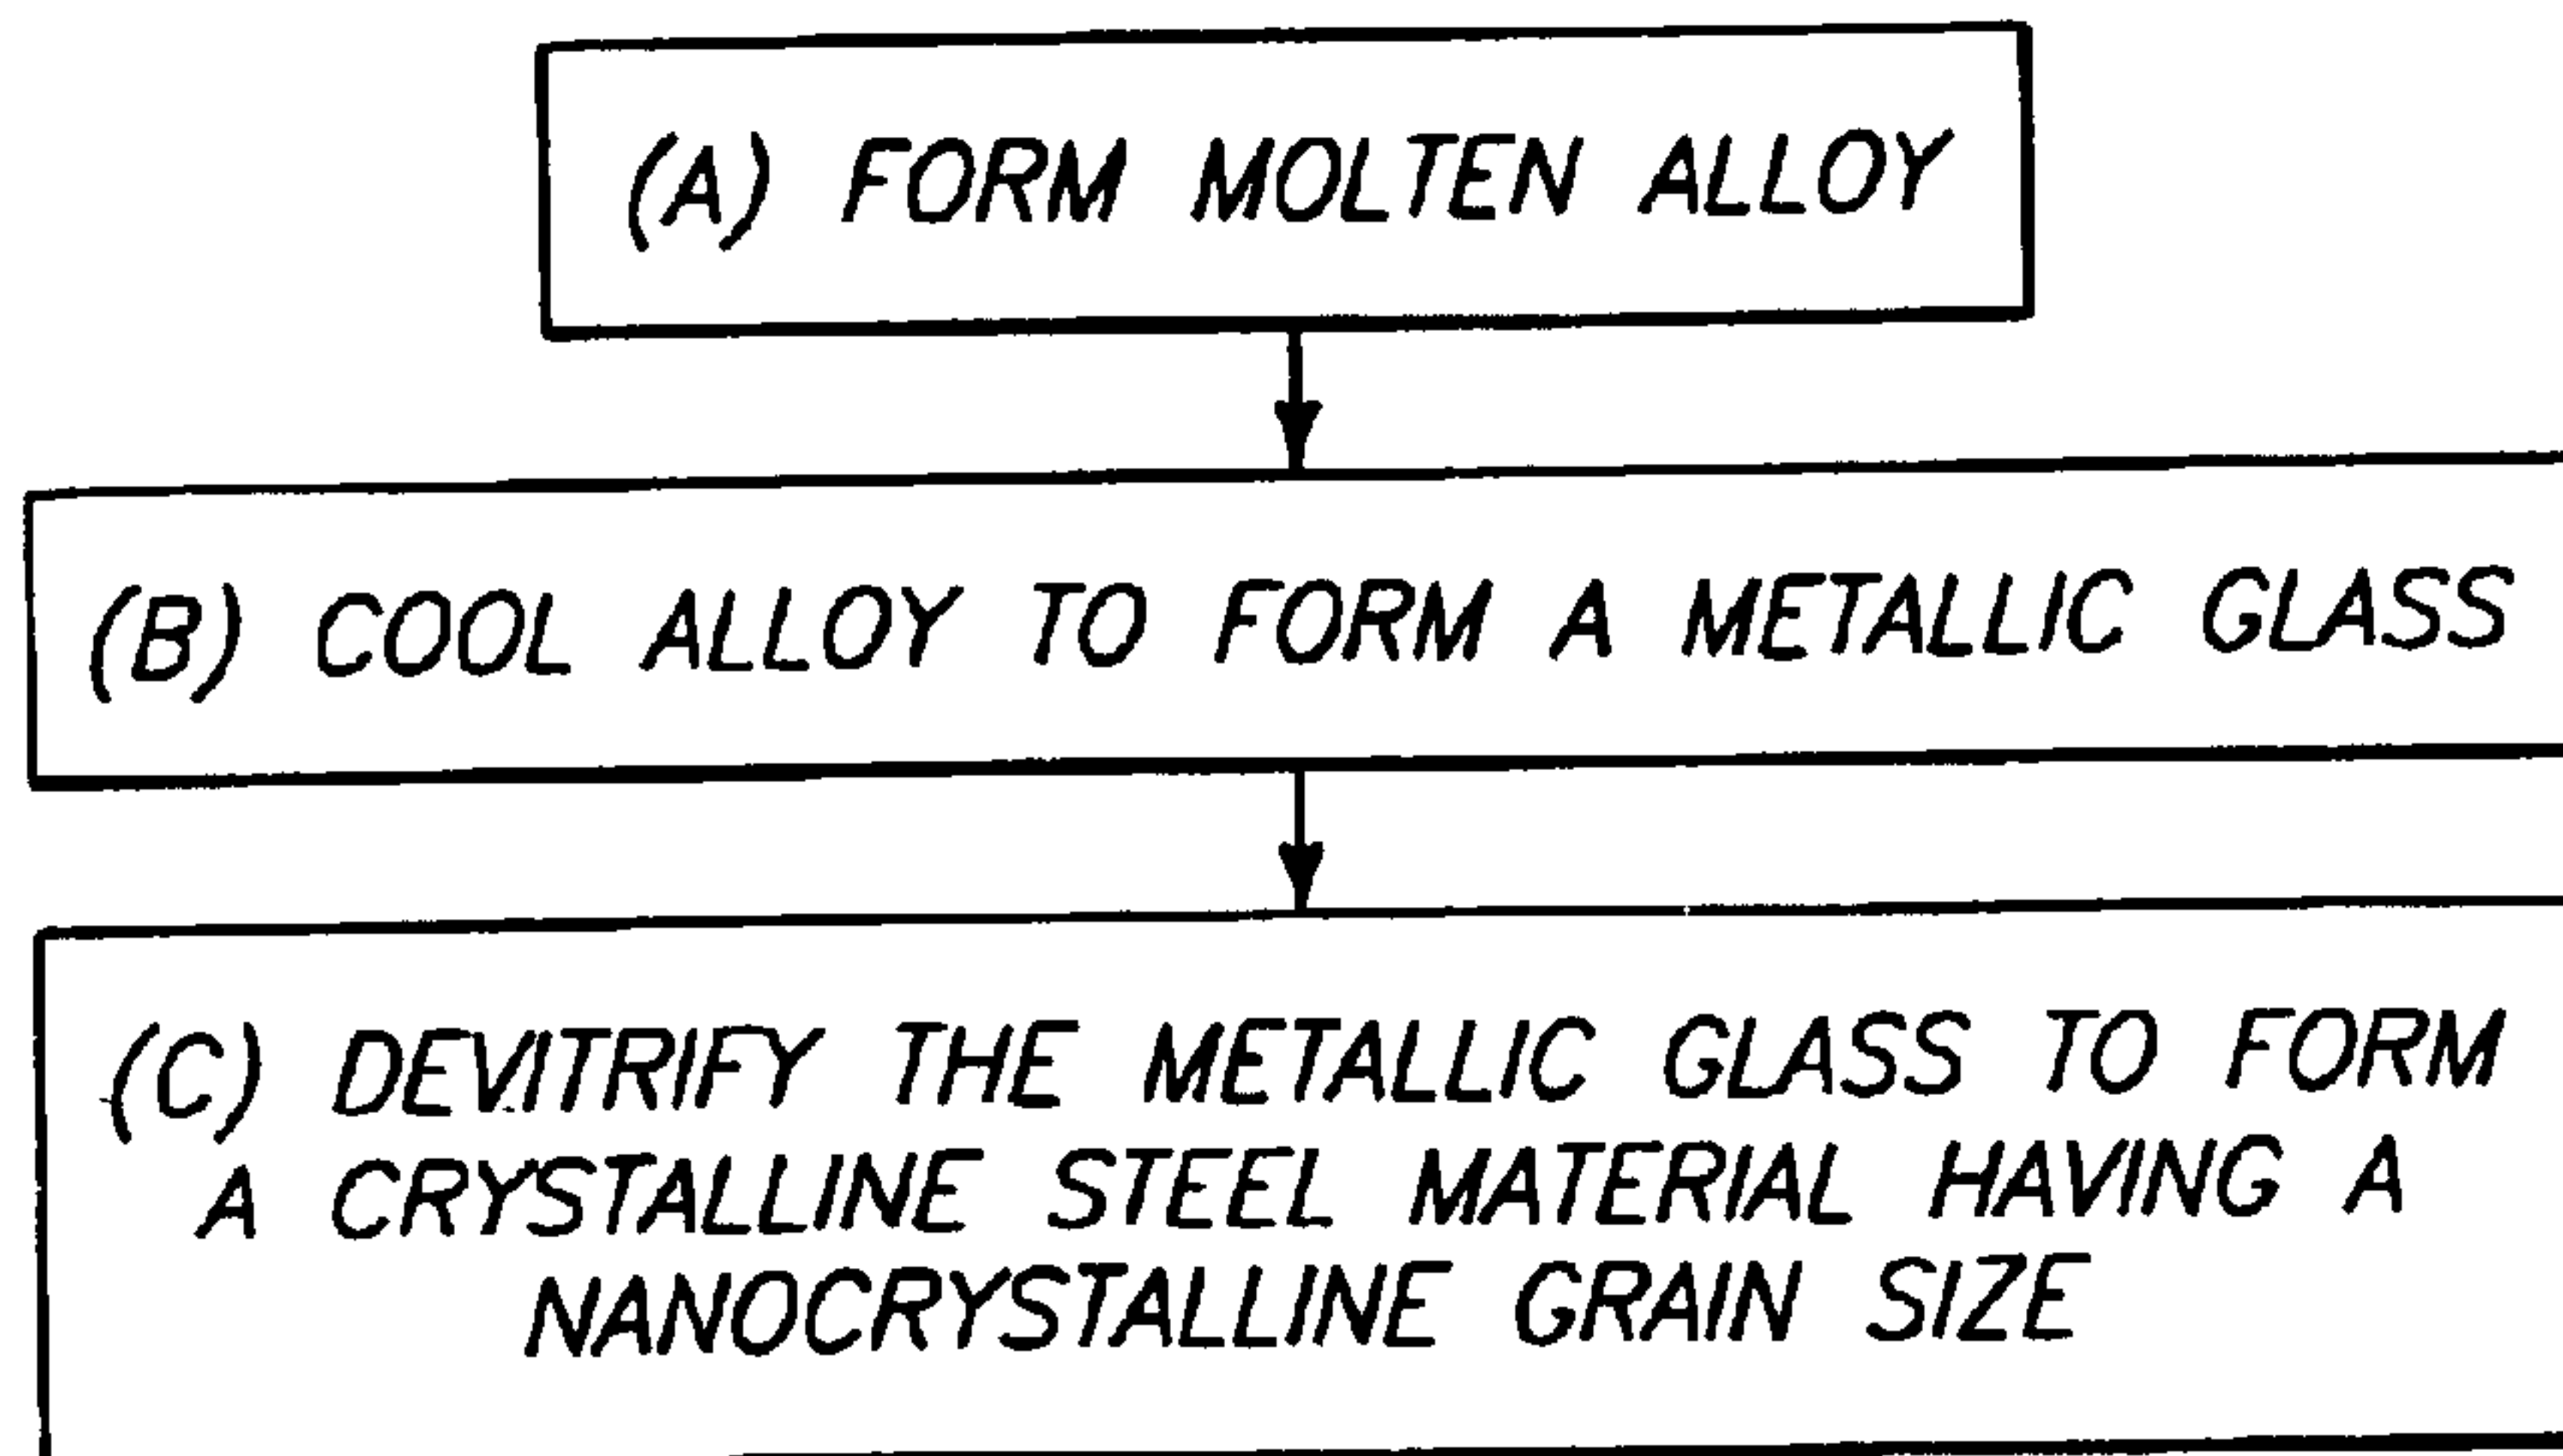 (A) FORM MOLTEN ALLOY
(B) COOL ALLOY TO FORM A METALLIC GLASS
(C) DEVITRIFY THE METALLIC GLASS TO FORM
A CRYSTALLINE STEEL MATERIAL HAVING A
NANOCRYSTALLINE GRAIN SIZE